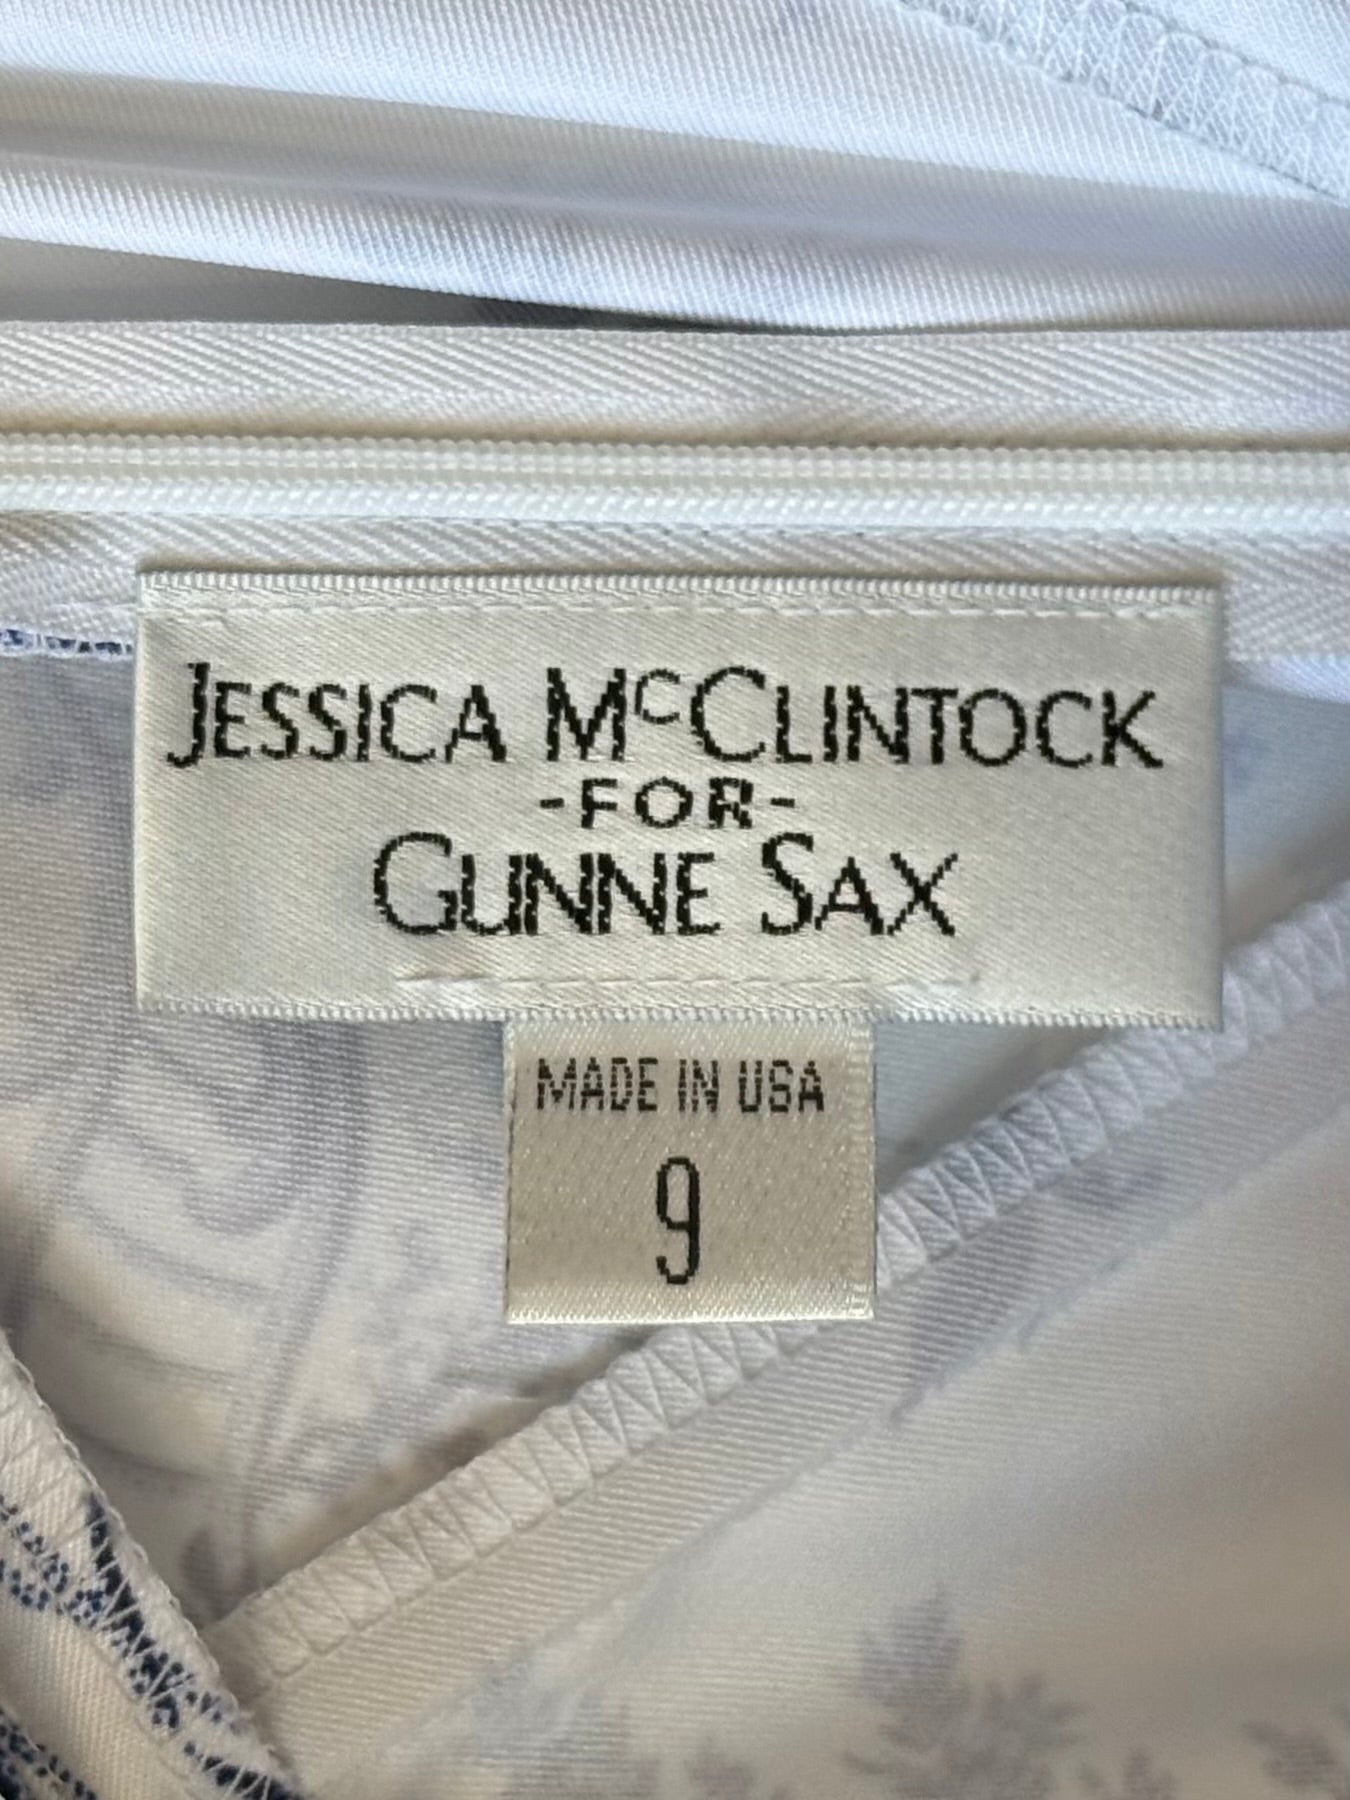 JESSICA McCLINTOCK
-FOR-
GUNNE SAX
MADE IN USA
9